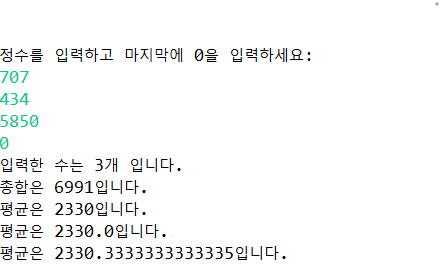 정수를 입력하고 마지막에 0을 입력하세요:
707
434
5850
0
입력한 수는 3개 입니다.
총합은 6991입니다.
평균은 2330입니다.
평균은 2330.0입니다.
평균은 2330.3333333333335입니다.